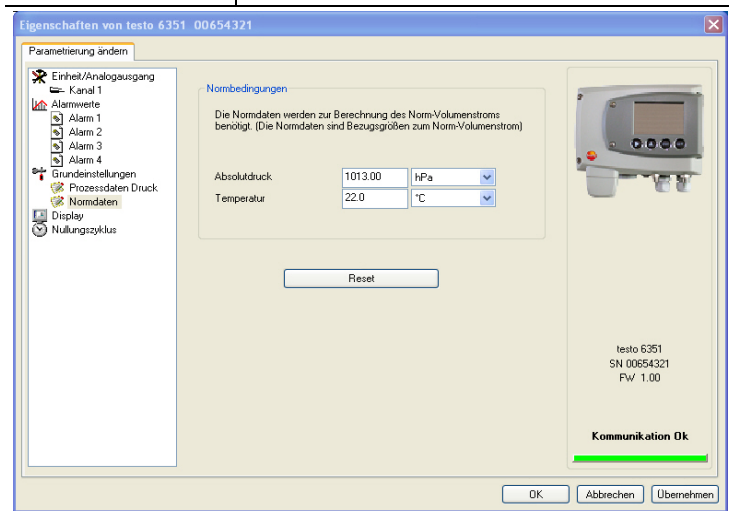 Eigenschaften von testo 6351 00654321
Parametrierung ändern
Einheit/Analogausgang
Kanal 1
Alarmwerte
Alarm 1
Alarm 2
Alarm 3
Alarm 4
Grundeinstellungen
Prozessdaten Druck
Normdaten
Display
Nullungszyklus
Normbedingungen
Die Normdaten werden zur Berechnung des Norm-Volumenstroms
benötigt. (Die Normdaten sind Bezugsgrößen zum Norm-Volumenstrom)
Absolutdruck 1013.00 hPa
Temperatur 22.0 °C
Reset
testo 6351
SN 00654321
FW 1.00
Kommunikation Ok
OK Abbrechen Übernehmen